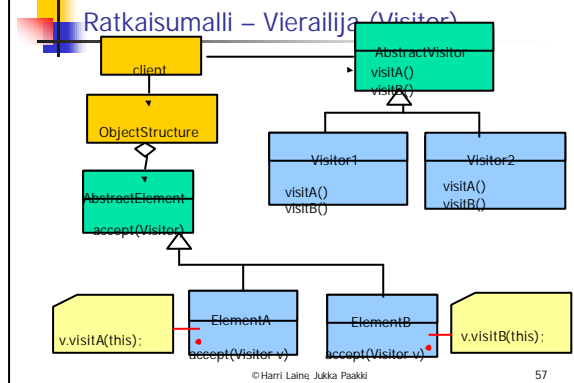 Ratkaisumalli – Vierailija (Visitor)
client
AbstractVisitor
visitA()
visitB()
ObjectStructure
Visitor1
visitA()
visitB()
Visitor2
visitA()
visitB()
AbstractElement
accept(Visitor)
v.visitA(this);
ElementA
accept(Visitor v)
ElementB
accept(Visitor v)
v.visitB(this);
©Harri Laine, Jukka Paakki
57